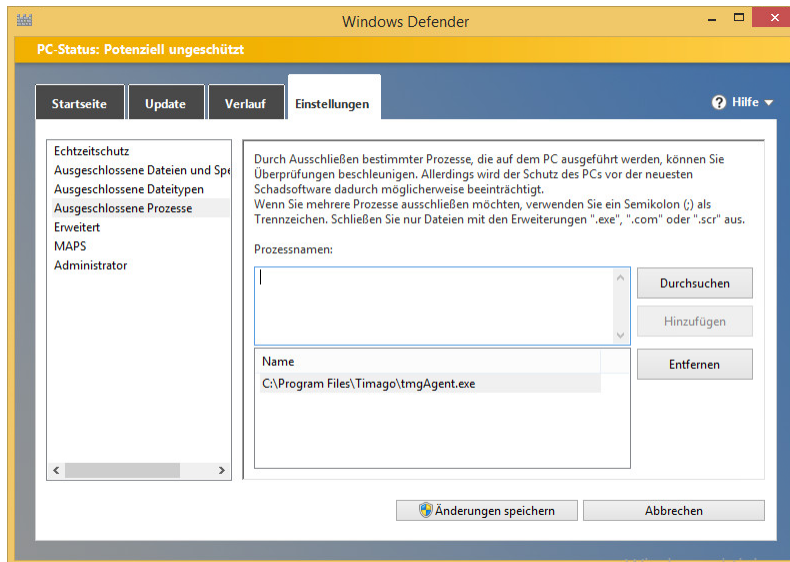 Windows Defender
PC-Status: Potenziell ungeschützt
Startseite
Update
Verlauf
Einstellungen
Hilfe
Echtzeitschutz
Ausgeschlossene Dateien und Spe
Ausgeschlossene Dateitypen
Ausgeschlossene Prozesse
Erweitert
MAPS
Administrator
Durch Ausschließen bestimmter Prozesse, die auf dem PC ausgeführt werden, können Sie
Überprüfungen beschleunigen. Allerdings wird der Schutz des PCs vor der neuesten
Schadsoftware dadurch möglicherweise beeinträchtigt.
Wenn Sie mehrere Prozesse ausschließen möchten, verwenden Sie ein Semikolon (;) als
Trennzeichen. Schließen Sie nur Dateien mit den Erweiterungen ".exe", ".com" oder ".scr" aus.
Prozessnamen:
Durchsuchen
Hinzufügen
Entfernen
Name
C:\Program Files\Timago\tmgAgent.exe
Änderungen speichern
Abbrechen